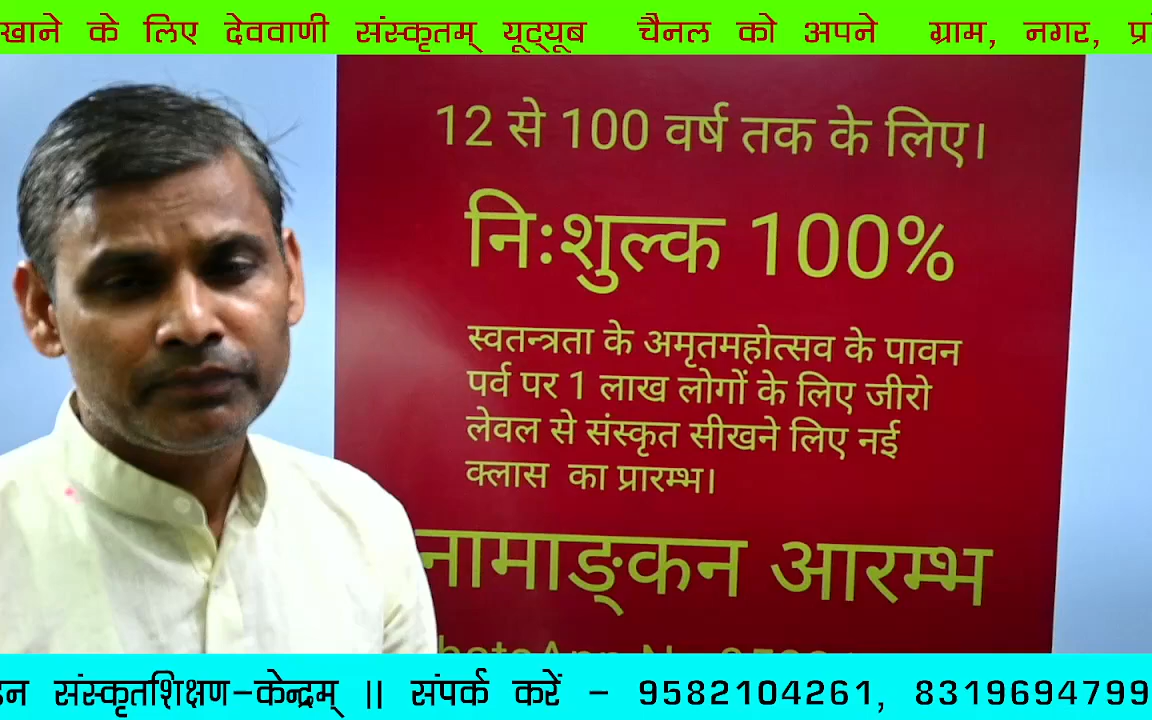 खाने के लिए देववाणी संस्कृतम् यूट्यूब चैनल को अपने ग्राम, नगर,
12 से 100 वर्ष तक के लिए।
निःशुल्क 100%
स्वतन्त्रता के अमृतमहोत्सव के पावन
पर्व पर 1 लाख लोगों के लिए जीरो
लेवल से संस्कृत सीखने लिए नई
क्लास का प्रारम्भ।
नामाङ्कन आरम्भ
संस्कृतशिक्षण-केन्द्रम् || संपर्क करें - 9582104261, 8319694799